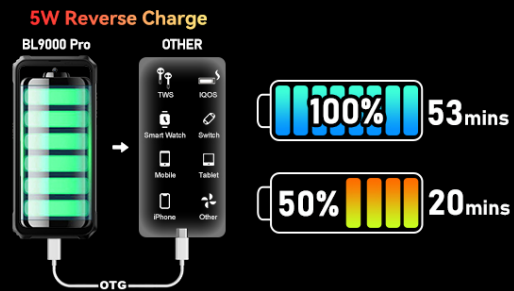 5W Reverse Charge
BL9000 Pro
OTHER
TWS
IQOS
Smart Watch
Switch
Mobile
Tablet
iPhone
Other
OTG
100%
53mins
50%
20mins